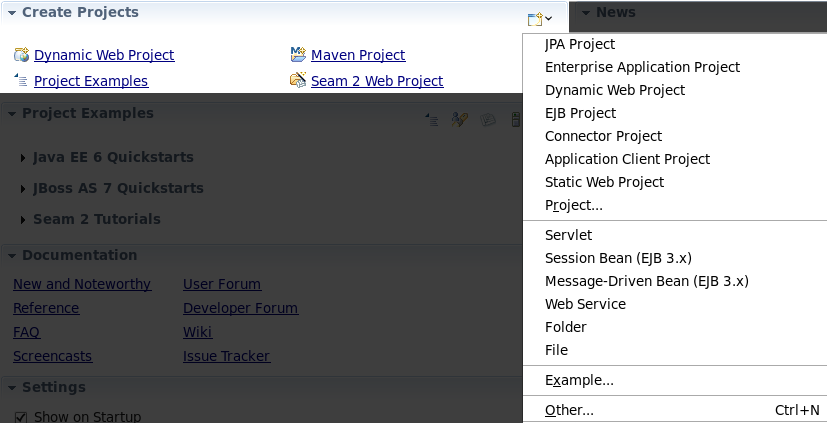 Create Projects
News
Dynamic Web Project
Maven Project
Project Examples
Seam 2 Web Project
Project Examples
Java EE 6 Quickstarts
JBoss AS 7 Quickstarts
Seam 2 Tutorials
Documentation
New and Noteworthy
User Forum
Reference
Developer Forum
FAQ
Wiki
Screencasts
Issue Tracker
Settings
Show on Startup
JPA Project
Enterprise Application Project
Dynamic Web Project
EJB Project
Connector Project
Application Client Project
Static Web Project
Project...
Servlet
Session Bean (EJB 3.x)
Message-Driven Bean (EJB 3.x)
Web Service
Folder
File
Example...
Other... Ctrl+N